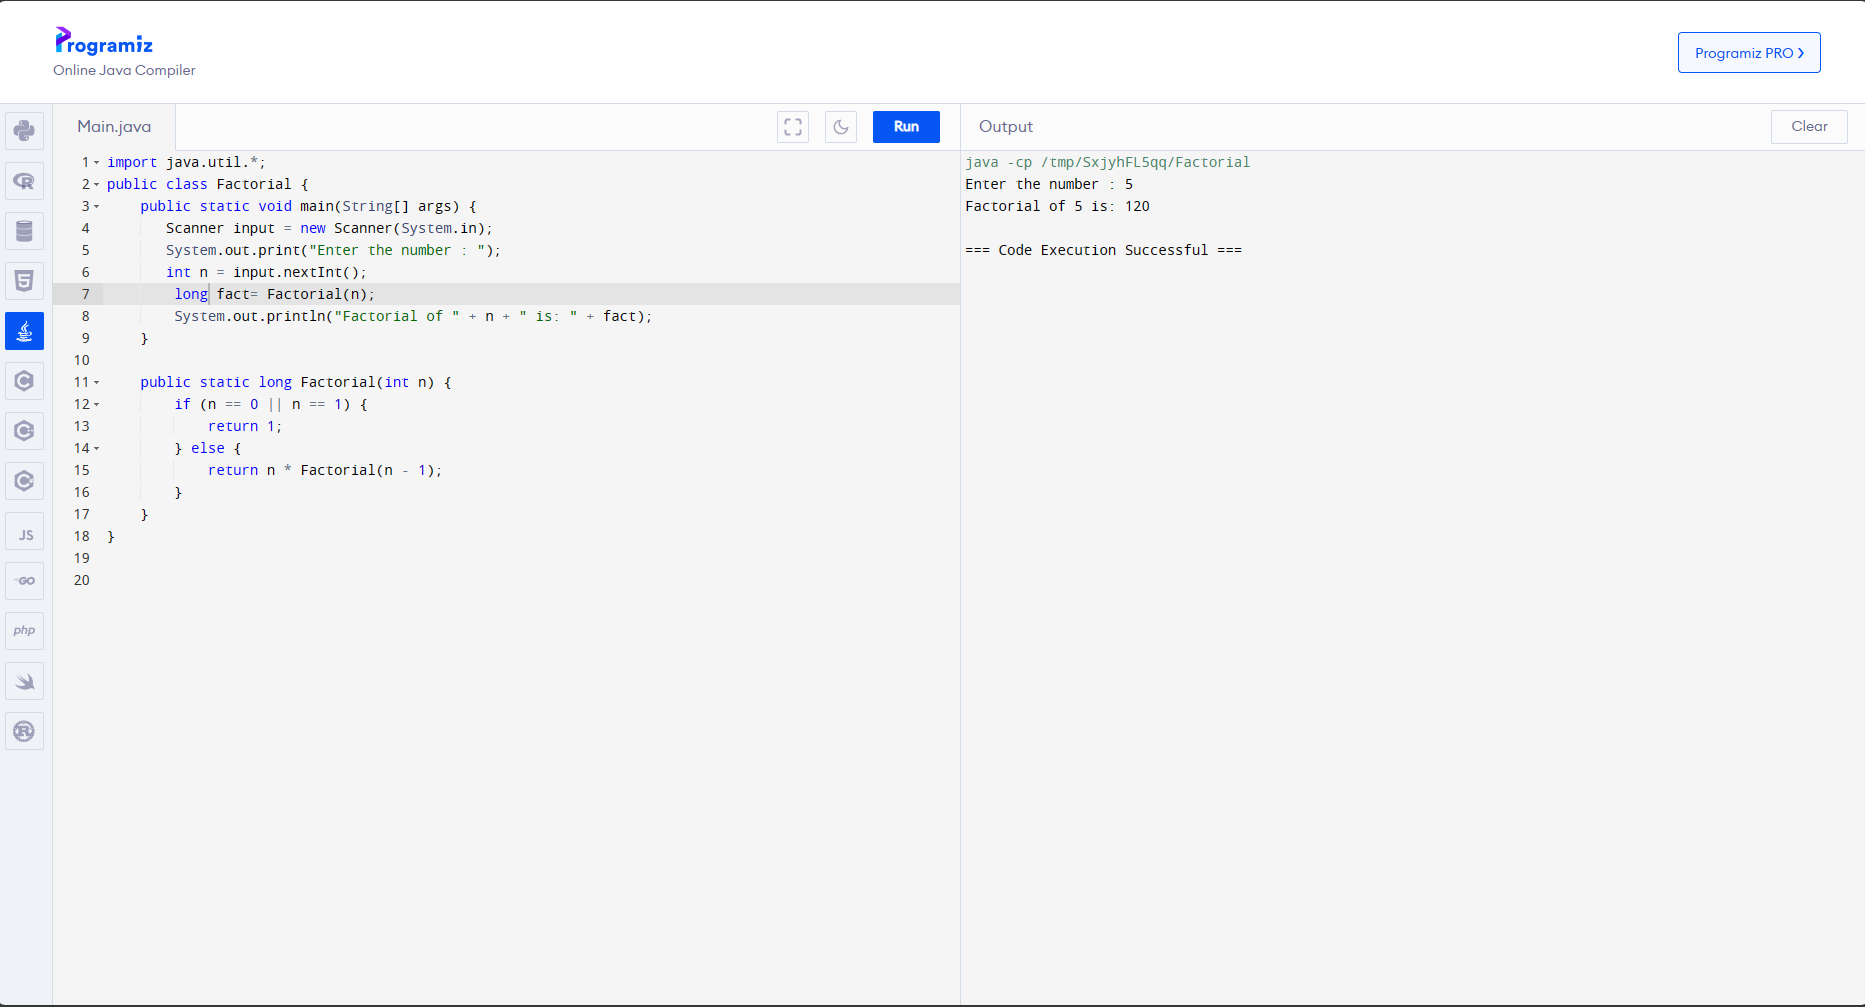 Programiz
Online Java Compiler
Programiz PRO
Main.java
Run
Output
Clear
1 import java.util.*;
2 public class Factorial {
3     public static void main(String[] args) {
4        Scanner input = new Scanner(System.in);
5        System.out.print("Enter the number : ");
6        int n = input.nextInt();
7         long fact= Factorial(n);
8         System.out.println("Factorial of " + n + " is: " + fact);
9     }
10
11     public static long Factorial(int n) {
12         if (n == 0 || n == 1) {
13             return 1;
14         } else {
15             return n * Factorial(n - 1);
16         }
17     }
18 }
19
20
java -cp /tmp/SxjyhFL5qq/Factorial
Enter the number : 5
Factorial of 5 is: 120
=== Code Execution Successful ===
R
5
C
C
C
JS
GO
php
R